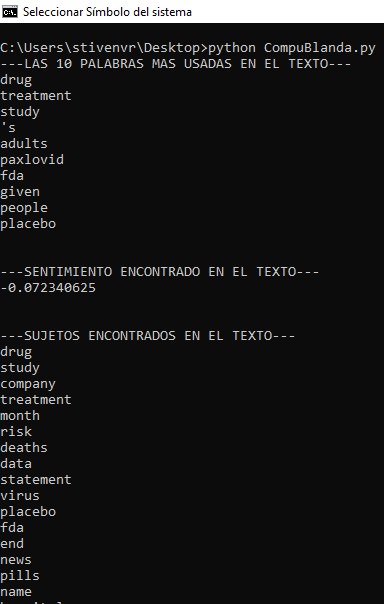 Seleccionar Símbolo del sistema
C:\Users\stivenvr\Desktop>python CompuBlanda.py
---LAS 10 PALABRAS MAS USADAS EN EL TEXTO---
drug
treatment
study
's
adults
paxlovid
fda
given
people
placebo
---SENTIMIENTO ENCONTRADO EN EL TEXTO---
-0.072340625
---SUJETOS ENCONTRADOS EN EL TEXTO---
drug
study
company
treatment
month
risk
deaths
data
statement
virus
placebo
fda
end
news
pills
name